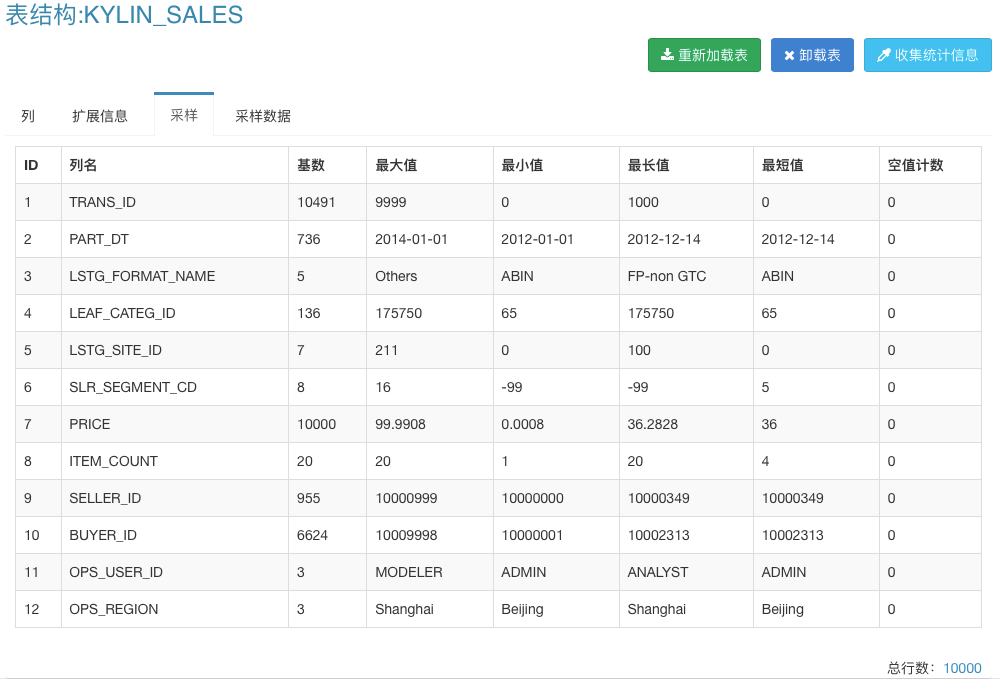 表结构:KYLIN_SALES
重新加载表 卸载表 收集统计信息
列 扩展信息 采样 采样数据
ID 列名 基数 最大值 最小值 最长值 最短值 空值计数
1 TRANS_ID 10491 9999 0 1000 0 0
2 PART_DT 736 2014-01-01 2012-01-01 2012-12-14 2012-12-14 0
3 LSTG_FORMAT_NAME 5 Others ABIN FP-non GTC ABIN 0
4 LEAF_CATEG_ID 136 175750 65 175750 65 0
5 LSTG_SITE_ID 7 211 0 100 0 0
6 SLR_SEGMENT_CD 8 16 -99 -99 5 0
7 PRICE 10000 99.9908 0.0008 36.2828 36 0
8 ITEM_COUNT 20 20 1 20 4 0
9 SELLER_ID 955 10000999 10000000 10000349 10000349 0
10 BUYER_ID 6624 10009998 10000001 10002313 10002313 0
11 OPS_USER_ID 3 MODELER ADMIN ANALYST ADMIN 0
12 OPS_REGION 3 Shanghai Beijing Shanghai Beijing 0
总行数: 10000